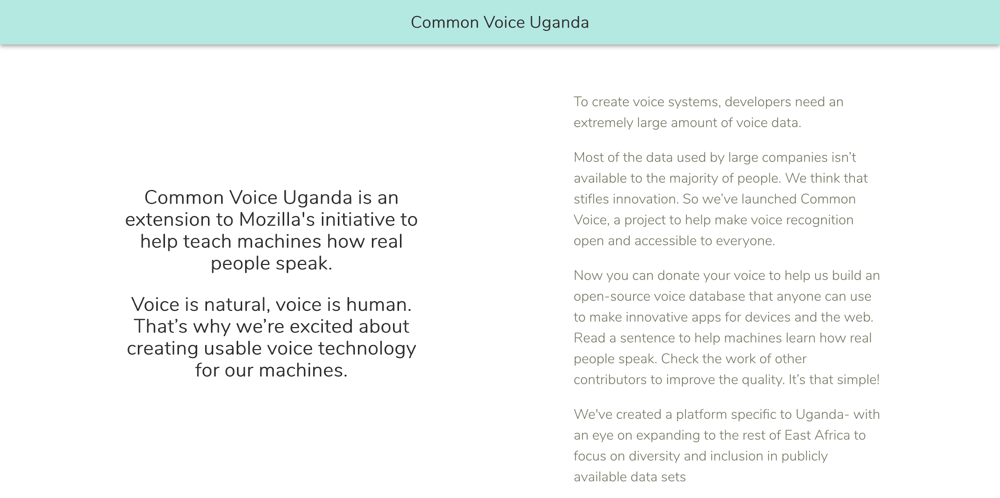 Common Voice Uganda
Common Voice Uganda is an
extension to Mozilla's initiative to
help teach machines how real
people speak.
Voice is natural, voice is human.
That’s why we’re excited about
creating usable voice technology
for our machines.
To create voice systems, developers need an
extremely large amount of voice data.
Most of the data used by large companies isn’t
available to the majority of people. We think that
stifles innovation. So we’ve launched Common
Voice, a project to help make voice recognition
open and accessible to everyone.
Now you can donate your voice to help us build an
open-source voice database that anyone can use
to make innovative apps for devices and the web.
Read a sentence to help machines learn how real
people speak. Check the work of other
contributors to improve the quality. It’s that simple!
We've created a platform specific to Uganda- with
an eye on expanding to the rest of East Africa to
focus on diversity and inclusion in publicly
available data sets